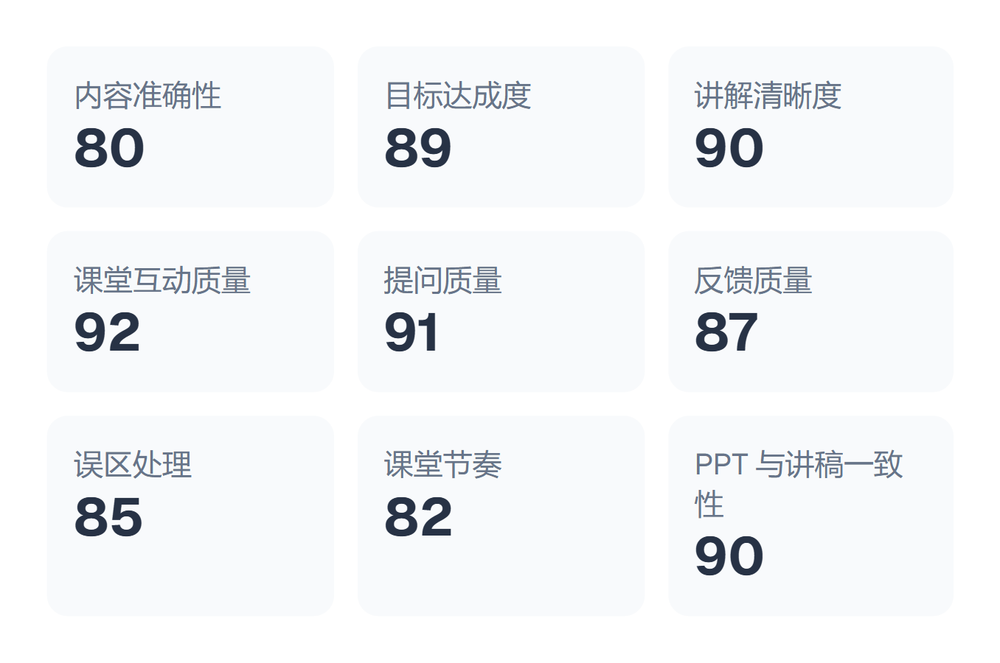 内容准确性
80
目标达成度
89
讲解清晰度
90
课堂互动质量
92
提问质量
91
反馈质量
87
误区处理
85
课堂节奏
82
PPT 与讲稿一致
性
90